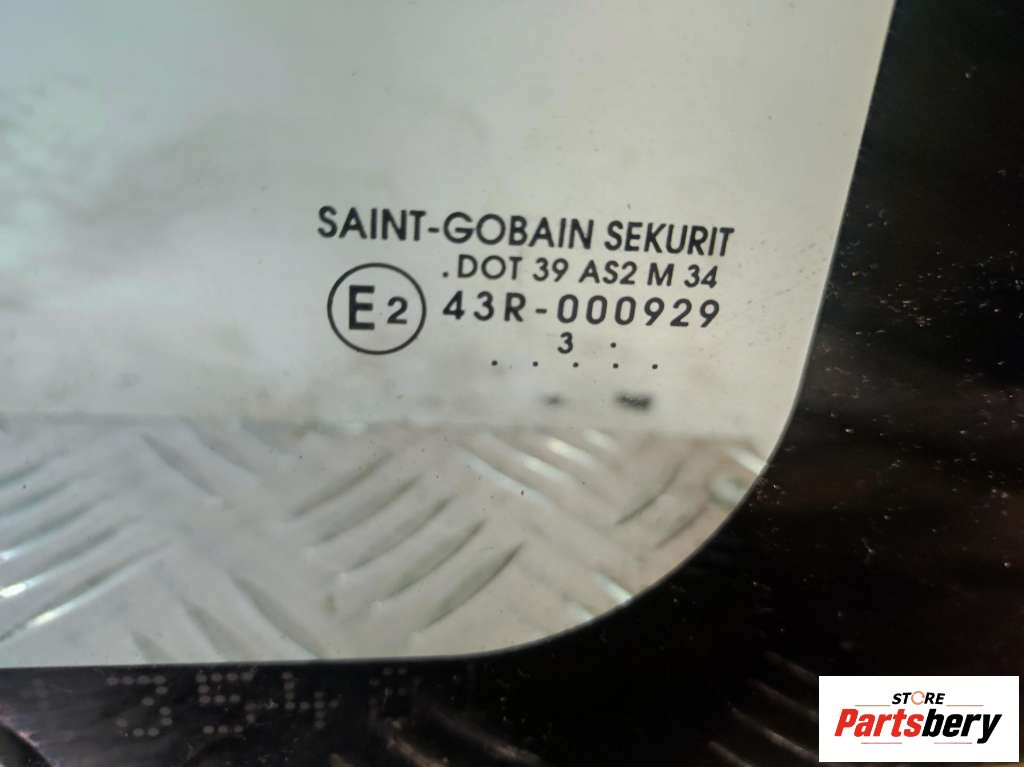 SAINT-GOBAIN SEKURIT
.DOT 39 AS2 M 34
E2 43R-000929
3 .
. . . . .
STORE
Partsbery